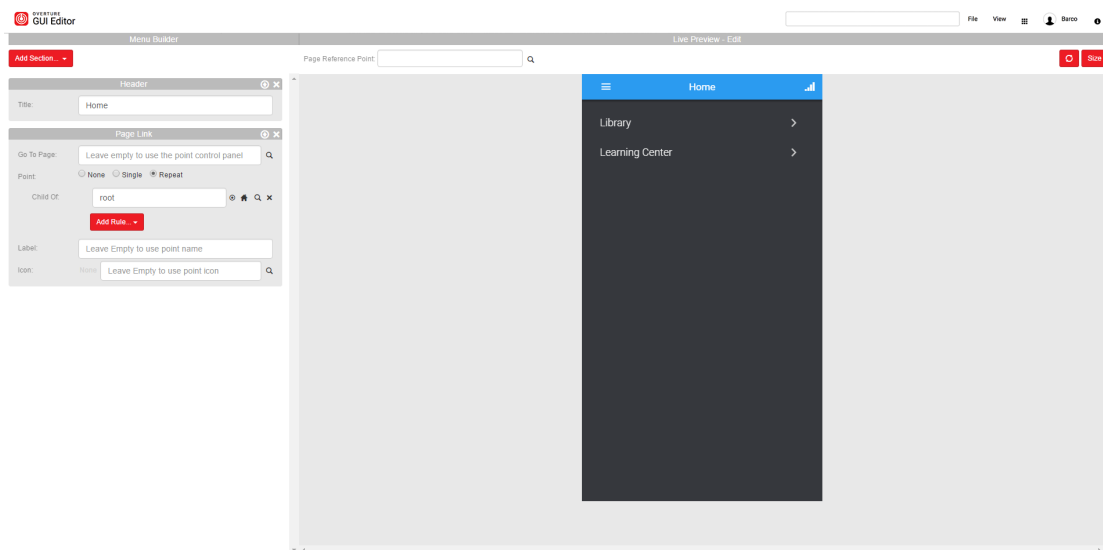 OVERTURE
GUI Editor
File View Barco
Menu Builder
Live Preview - Edit
Add Section...
Page Reference Point:
Size
Header
Title:
Home
Page Link
Go To Page:
Leave empty to use the point control panel
Point:
None Single Repeat
Child Of:
root
Add Rule...
Label:
Leave Empty to use point name
Icon:
None
Leave Empty to use point icon
Home
Library
Learning Center